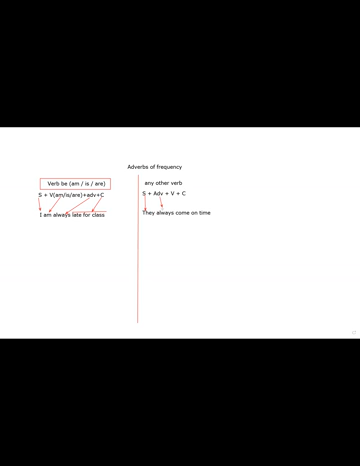 Adverbs of frequency
Verb be (am / is / are)
S + V(am/is/are)+adv+C
I am always late for class
any other verb
S + Adv + V + C
They always come on time